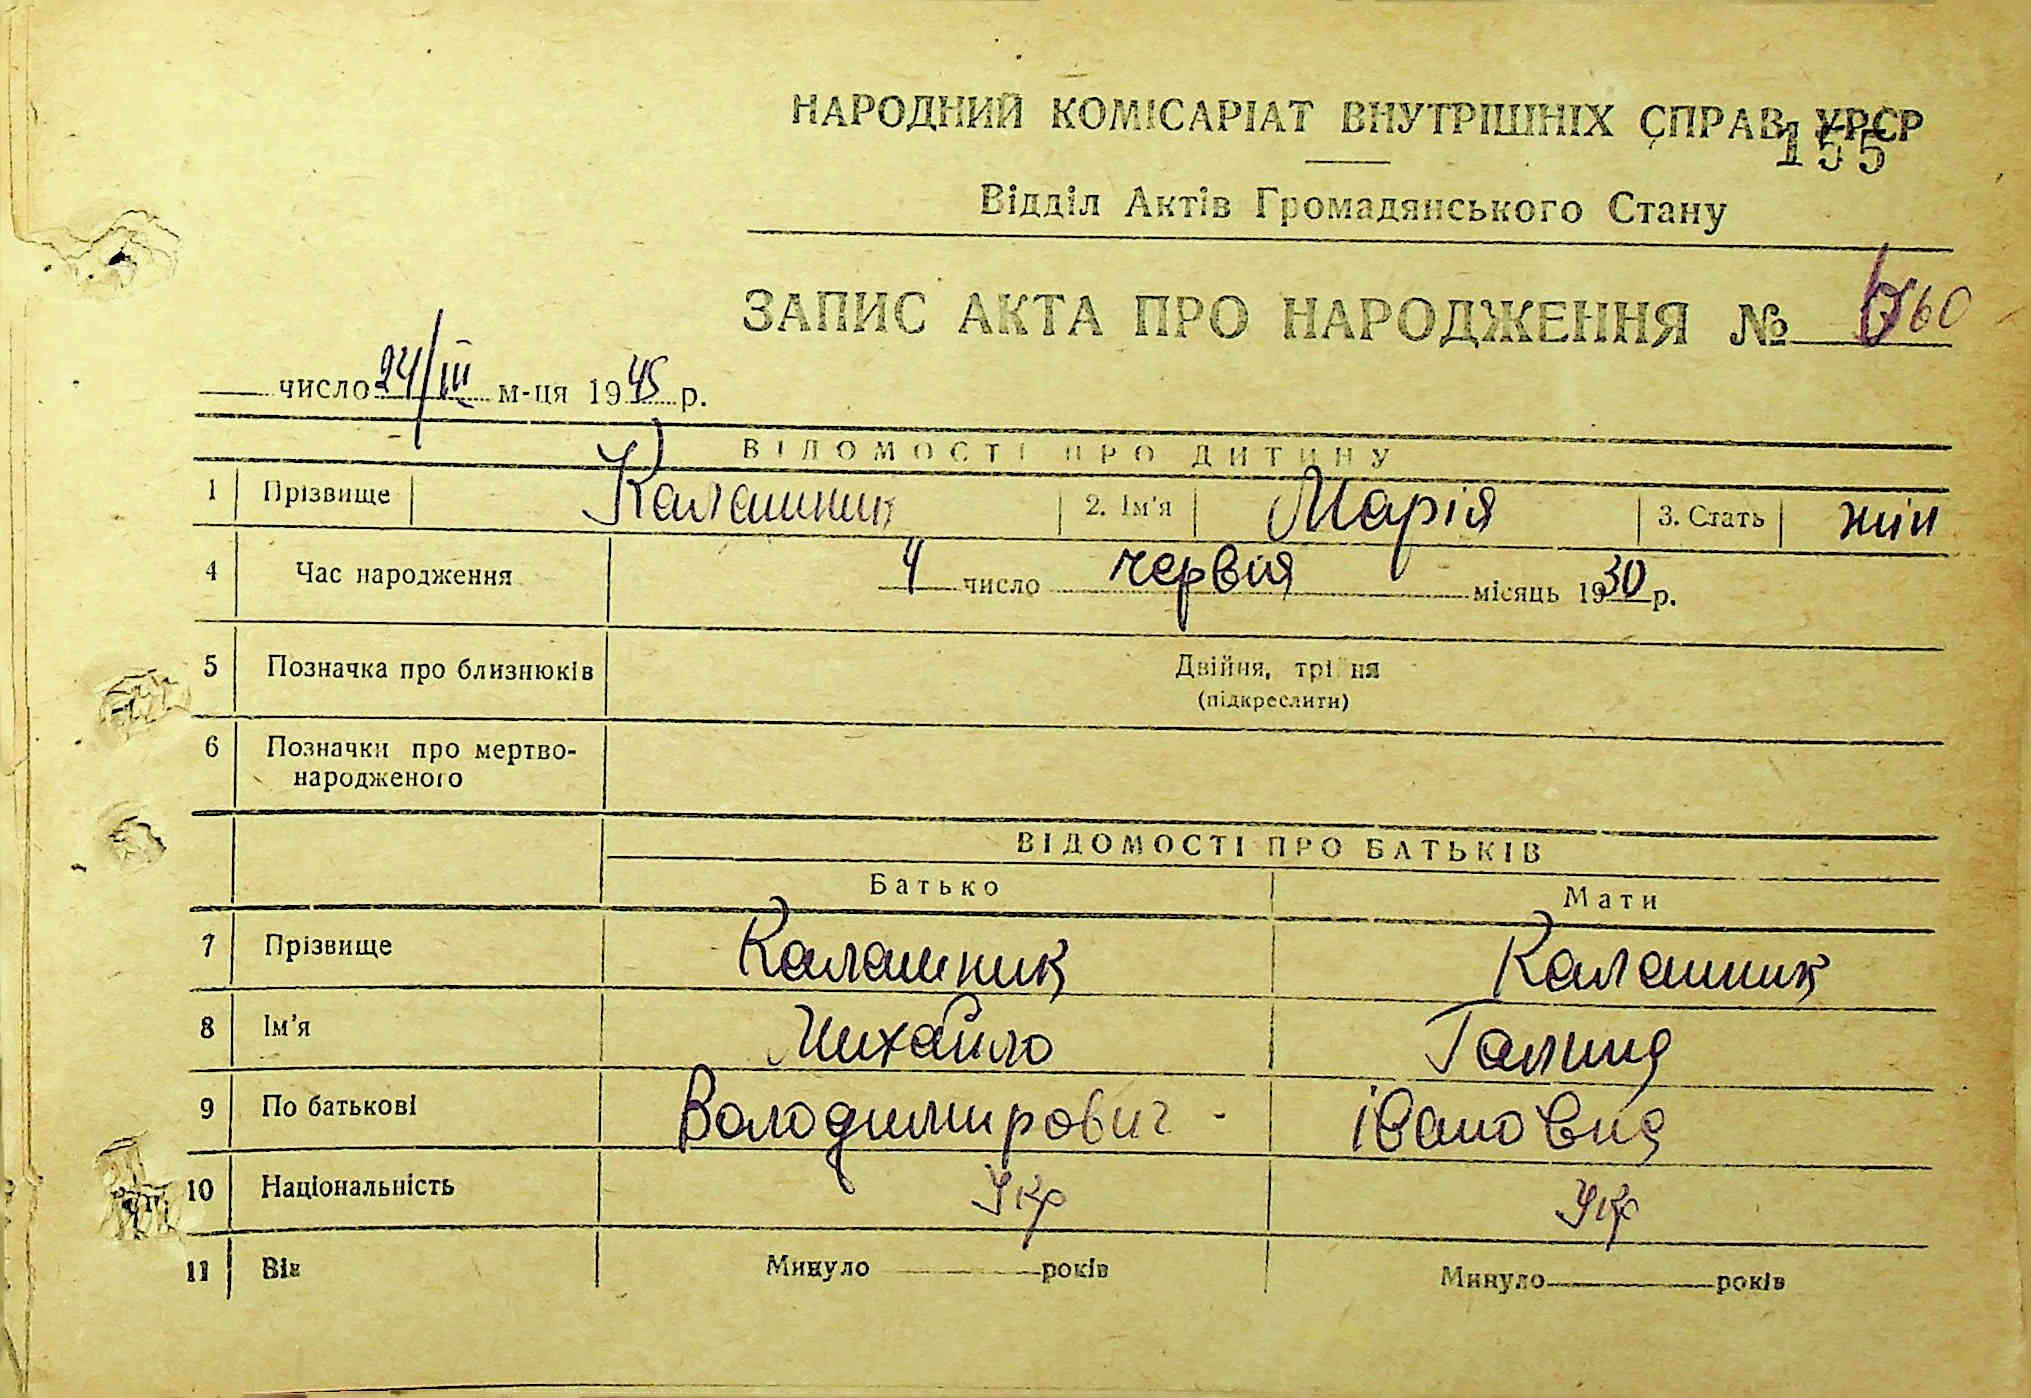 НАРОДНИЙ КОМІСАРІАТ ВНУТРІШНІХ СПРАВ УРСР
155
Відділ Актів Громадянського Стану
ЗАПИС АКТА ПРО НАРОДЖЕННЯ № 60
число 24/III м-ця 1945 р.
ВІДОМОСТІ ПРО ДИТИНУ
1 Прізвище Калашник 2. Ім'я Марія 3. Стать жін
4 Час народження 4 число червня місяць 1930 р.
5 Позначка про близнюків Двійня, трійня
(підкреслити)
6 Позначки про мертво-
народженого
ВІДОМОСТІ ПРО БАТЬКІВ
Батько Мати
7 Прізвище Калашник Калашник
8 Ім'я Михайло Галина
9 По батькові Володимирович - Івановна
10 Національність Укр Укр
11 Вік Минуло років Минуло років